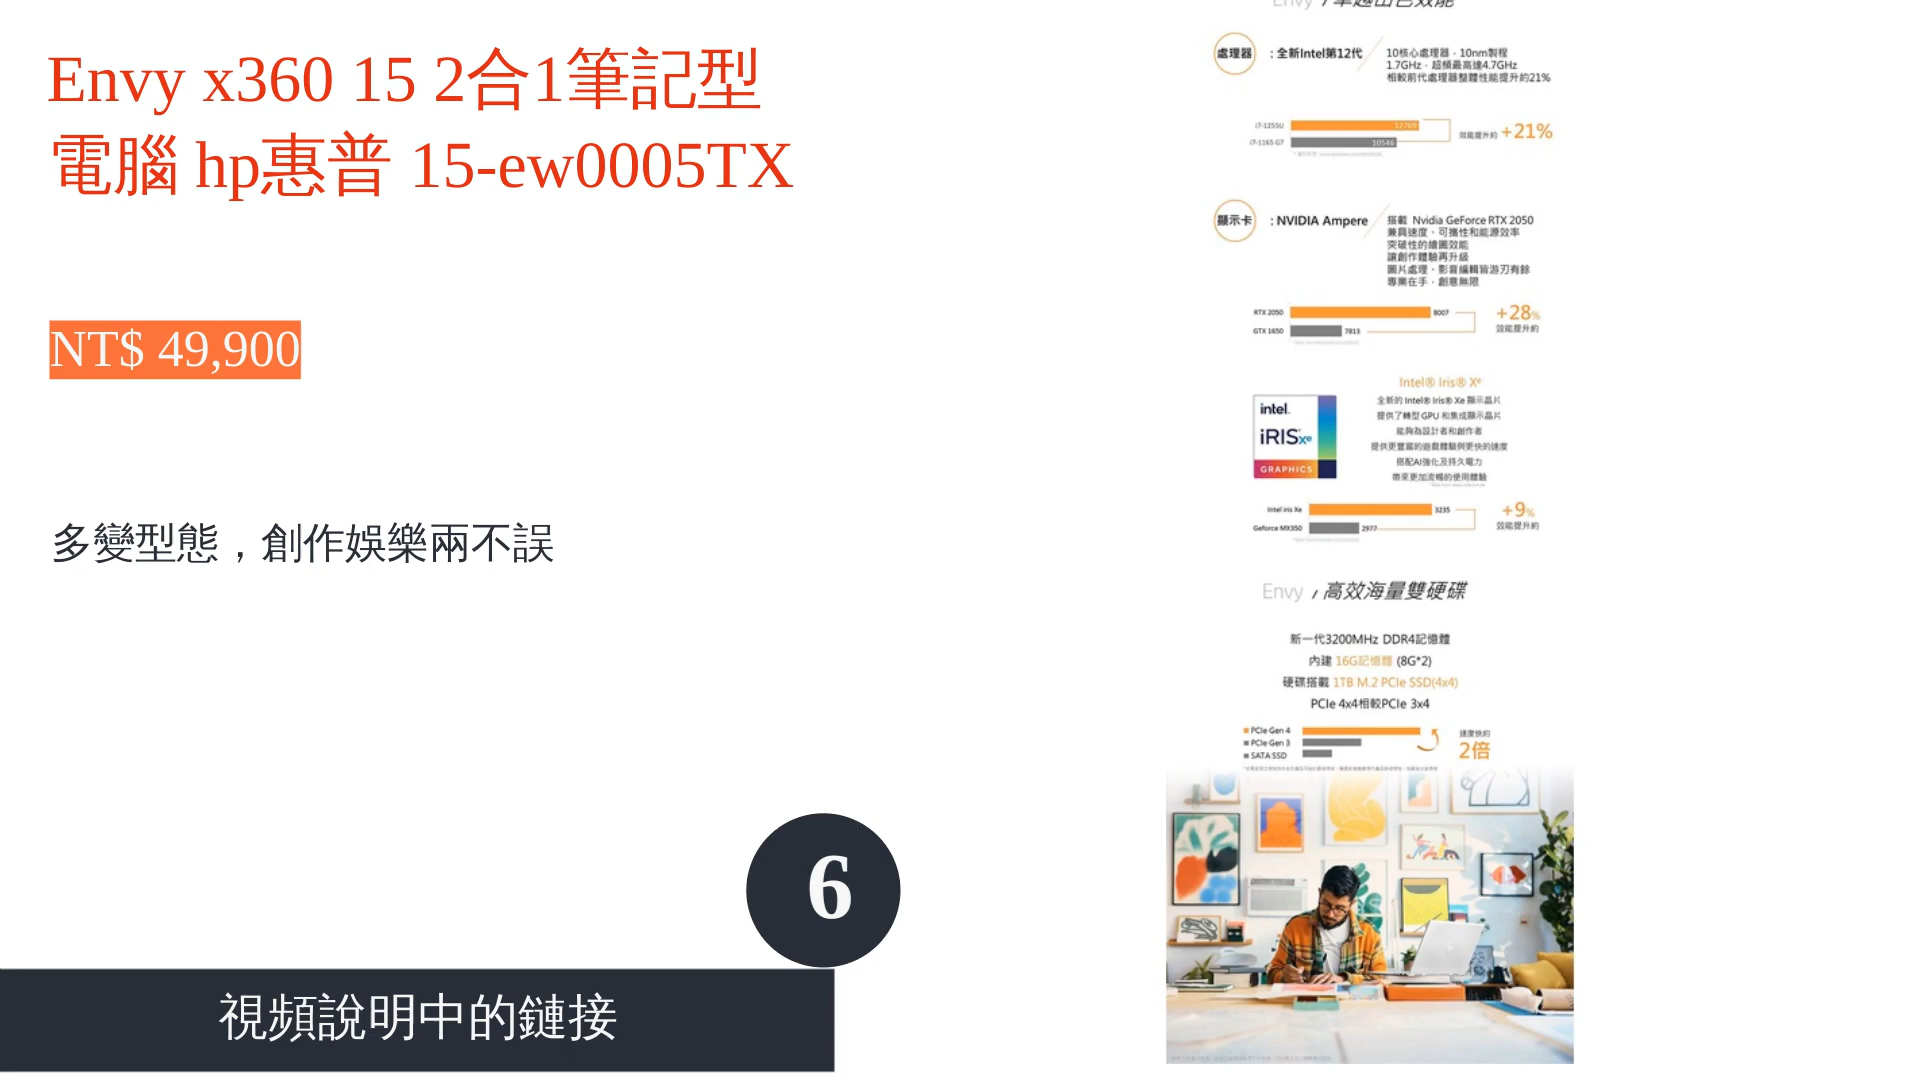 Envy x360 15 2合1筆記型
電腦 hp惠普 15-ew0005TX
NT$ 49,900
多變型態，創作娛樂兩不誤
6
視頻說明中的鏈接
Envy / 卓越出色效能
處理器 : 全新Intel第12代
10核心處理器，10nm製程
1.7GHz，超頻最高達4.7GHz
相較前代處理器整體性能提升約21%
i7-1255U 12769
i7-1165 G7 10546
效能提升約 +21%
顯示卡 : NVIDIA Ampere
搭載 Nvidia GeForce RTX 2050
兼具速度、可攜性和能源效率
突破性的繪圖效能
讓創作體驗再升級
圖片處理、影音編輯皆游刃有餘
專業在手，創意無限
RTX 2050 8007
GTX 1650 7813
+28%
效能提升約
Intel® Iris® Xe
全新的 Intel® Iris® Xe 顯示晶片
提供了轉型 GPU 和集成顯示晶片
能夠為設計者和創作者
提供更豐富的遊戲體驗與更快的速度
搭配AI強化及持久電力
帶來更加流暢的使用體驗
intel.
iRISxe
GRAPHICS
Intel iris Xe 3235
Geforce MX350 2977
+9%
效能提升約
Envy / 高效海量雙硬碟
新一代3200MHz DDR4記憶體
內建 16G記憶體 (8G*2)
硬碟搭載 1TB M.2 PCIe SSD(4x4)
PCIe 4x4相較PCIe 3x4
PCIe Gen 4
PCIe Gen 3
SATA SSD
速度快約
2倍